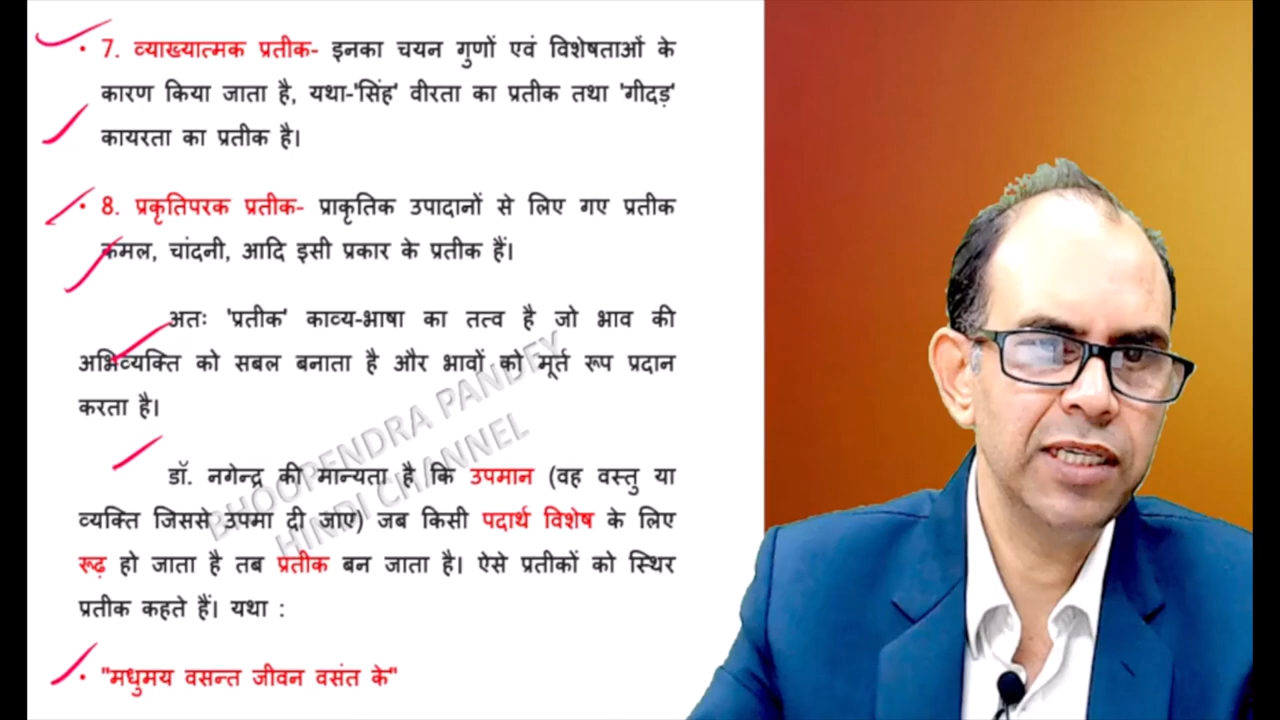 • 7. व्याख्यात्मक प्रतीक- इनका चयन गुणों एवं विशेषताओं के
कारण किया जाता है, यथा-'सिंह' वीरता का प्रतीक तथा 'गीदड़'
कायरता का प्रतीक है।
• 8. प्रकृतिपरक प्रतीक- प्राकृतिक उपादानों से लिए गए प्रतीक
कमल, चांदनी, आदि इसी प्रकार के प्रतीक हैं।
अतः 'प्रतीक' काव्य-भाषा का तत्व है जो भाव की
अभिव्यक्ति को सबल बनाता है और भावों को मूर्त रूप प्रदान
करता है।
डॉ. नगेन्द्र की मान्यता है कि उपमान (वह वस्तु या
व्यक्ति जिससे उपमा दी जाए) जब किसी पदार्थ विशेष के लिए
रूढ़ हो जाता है तब प्रतीक बन जाता है। ऐसे प्रतीकों को स्थिर
प्रतीक कहते हैं। यथा :
• "मधुमय वसन्त जीवन वसंत के"
BHOOPENDRA PANDEY
HINDI CHANNEL